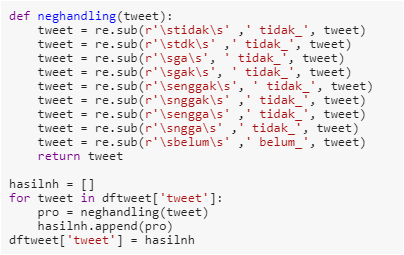 def neghandling(tweet):
    tweet = re.sub(r'\stidak\s' ,' tidak_', tweet)
    tweet = re.sub(r'\stdk\s' ,' tidak_', tweet)
    tweet = re.sub(r'\sga\s', ' tidak_', tweet)
    tweet = re.sub(r'\sgak\s', ' tidak_', tweet)
    tweet = re.sub(r'\senggak\s', ' tidak_', tweet)
    tweet = re.sub(r'\snggak\s' ,' tidak_', tweet)
    tweet = re.sub(r'\sengga\s' ,' tidak_', tweet)
    tweet = re.sub(r'\sngga\s' ,' tidak_', tweet)
    tweet = re.sub(r'\sbelum\s' ,' belum_', tweet)
    return tweet

hasilnh = []
for tweet in dftweet['tweet']:
    pro = neghandling(tweet)
    hasilnh.append(pro)
dftweet['tweet'] = hasilnh